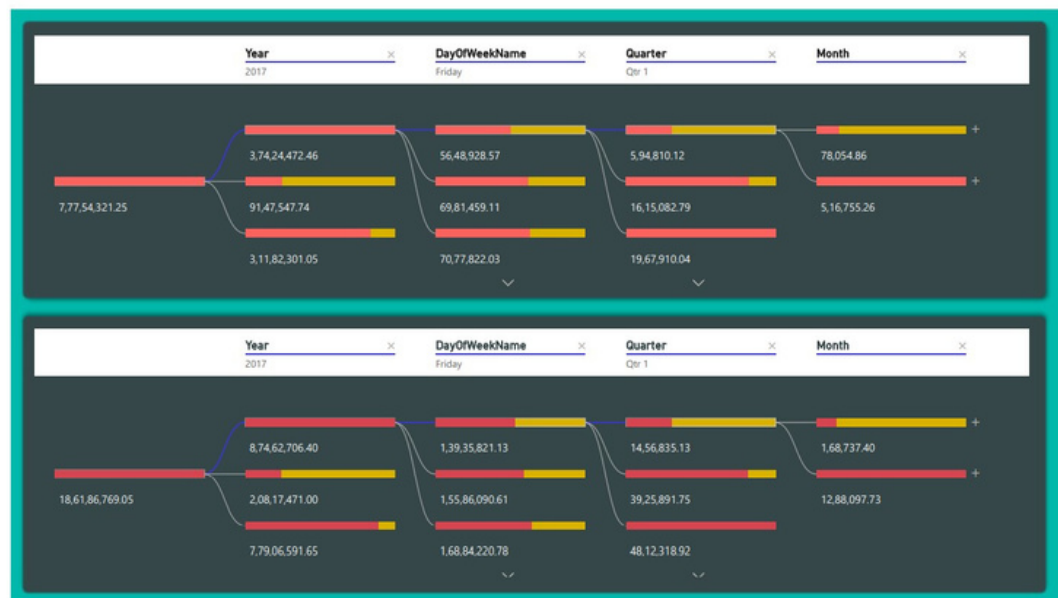 Year × DayOfWeekName × Quarter × Month ×
2017 Friday Qtr 1
3,74,24,472.46 56,48,928.57 5,94,810.12 78,054.86
7,77,54,321.25 91,47,547.74 69,81,459.11 16,15,082.79 5,16,755.26
3,11,82,301.05 70,77,822.03 19,67,910.04
Year × DayOfWeekName × Quarter × Month ×
2017 Friday Qtr 1
8,74,62,706.40 1,39,35,821.13 14,56,835.13 1,68,737.40
18,61,86,769.05 2,08,17,471.00 1,55,86,090.61 39,25,891.75 12,88,097.73
7,79,06,591.65 1,68,84,220.78 48,12,318.92